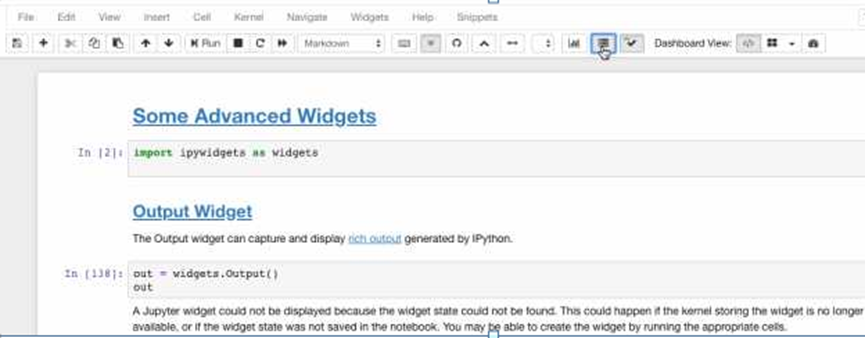 File Edit View Insert Cell Kernel Navigate Widgets Help Snippets
Run Markdown Dashboard View: </>
Some Advanced Widgets
In [2]: import ipywidgets as widgets
Output Widget
The Output widget can capture and display rich output generated by IPython.
In [138]: out = widgets.Output()
out
A Jupyter widget could not be displayed because the widget state could not be found. This could happen if the kernel storing the widget is no longer
available, or if the widget state was not saved in the notebook. You may be able to create the widget by running the appropriate cells.